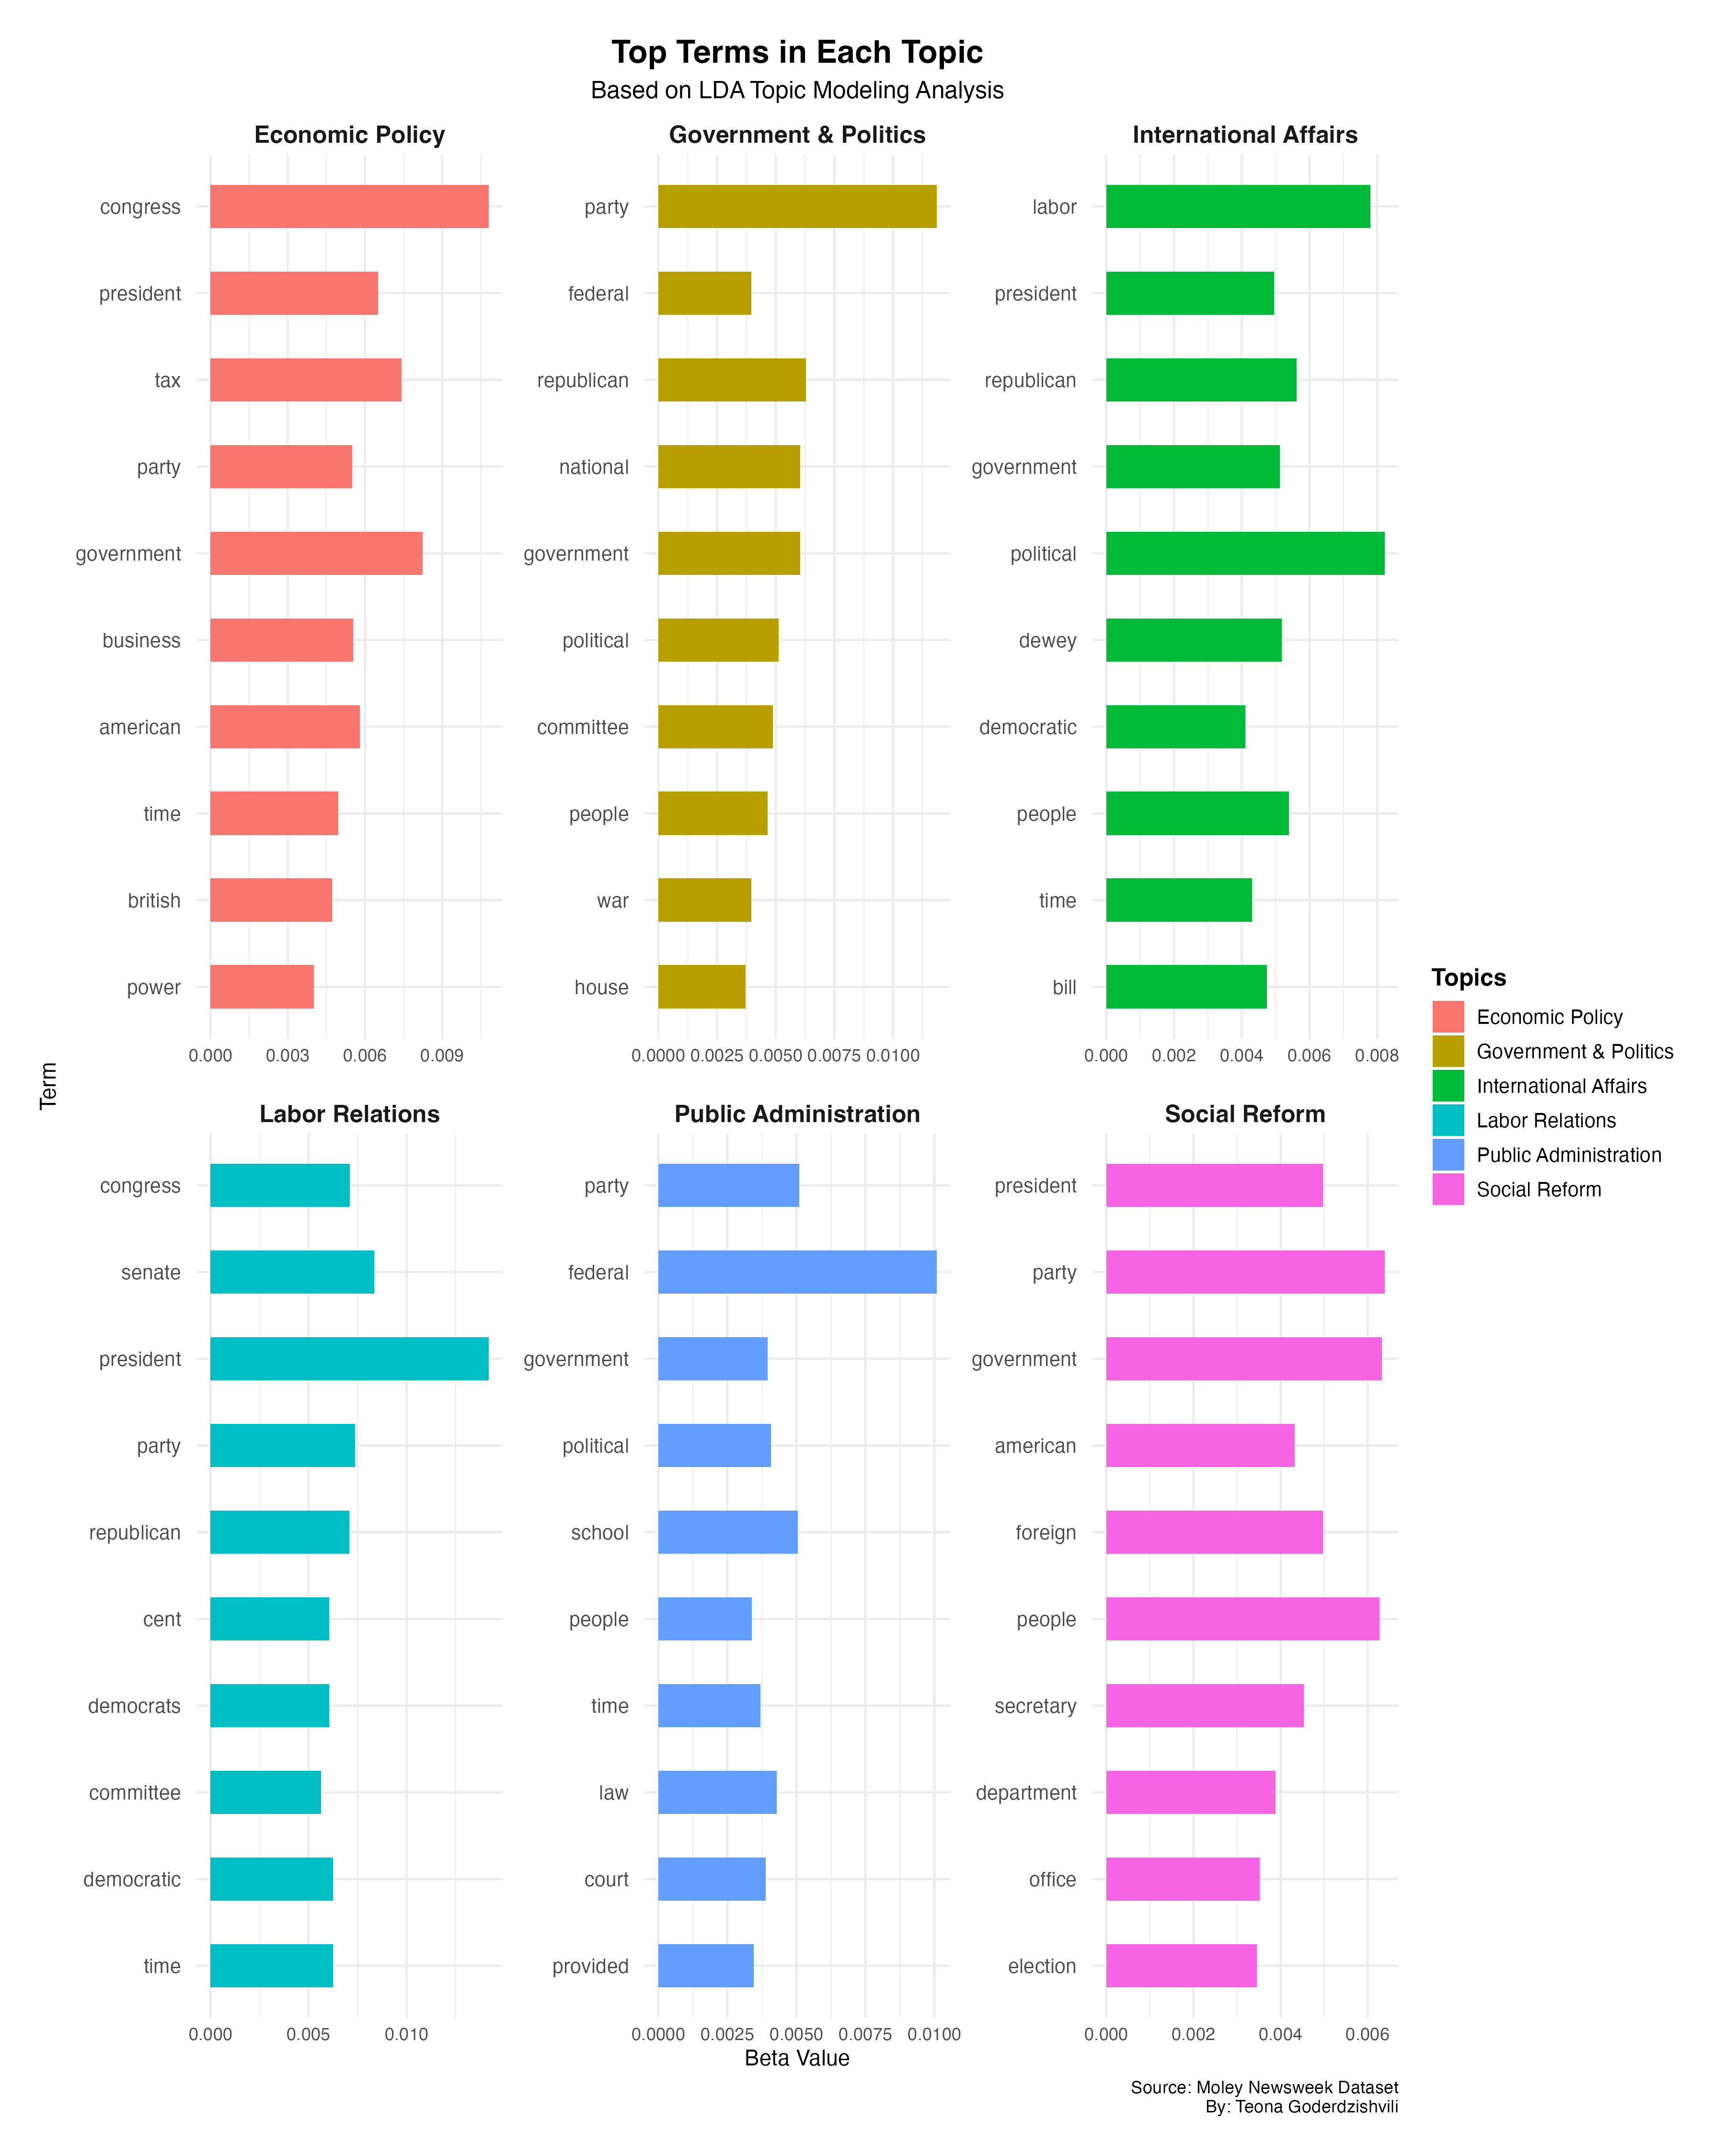 Top Terms in Each Topic
Based on LDA Topic Modeling Analysis
Economic Policy
congress
president
tax
party
government
business
american
time
british
power
0.000 0.003 0.006 0.009
Government & Politics
party
federal
republican
national
government
political
committee
people
war
house
0.0000 0.0025 0.0050 0.0075 0.0100
International Affairs
labor
president
republican
government
political
dewey
democratic
people
time
bill
0.000 0.002 0.004 0.006 0.008
Term
Labor Relations
congress
senate
president
party
republican
cent
democrats
committee
democratic
time
0.000 0.005 0.010
Public Administration
party
federal
government
political
school
people
time
law
court
provided
0.0000 0.0025 0.0050 0.0075 0.0100
Social Reform
president
party
government
american
foreign
people
secretary
department
office
election
0.000 0.002 0.004 0.006
Beta Value
Topics
Economic Policy
Government & Politics
International Affairs
Labor Relations
Public Administration
Social Reform
Source: Moley Newsweek Dataset
By: Teona Goderdzishvili